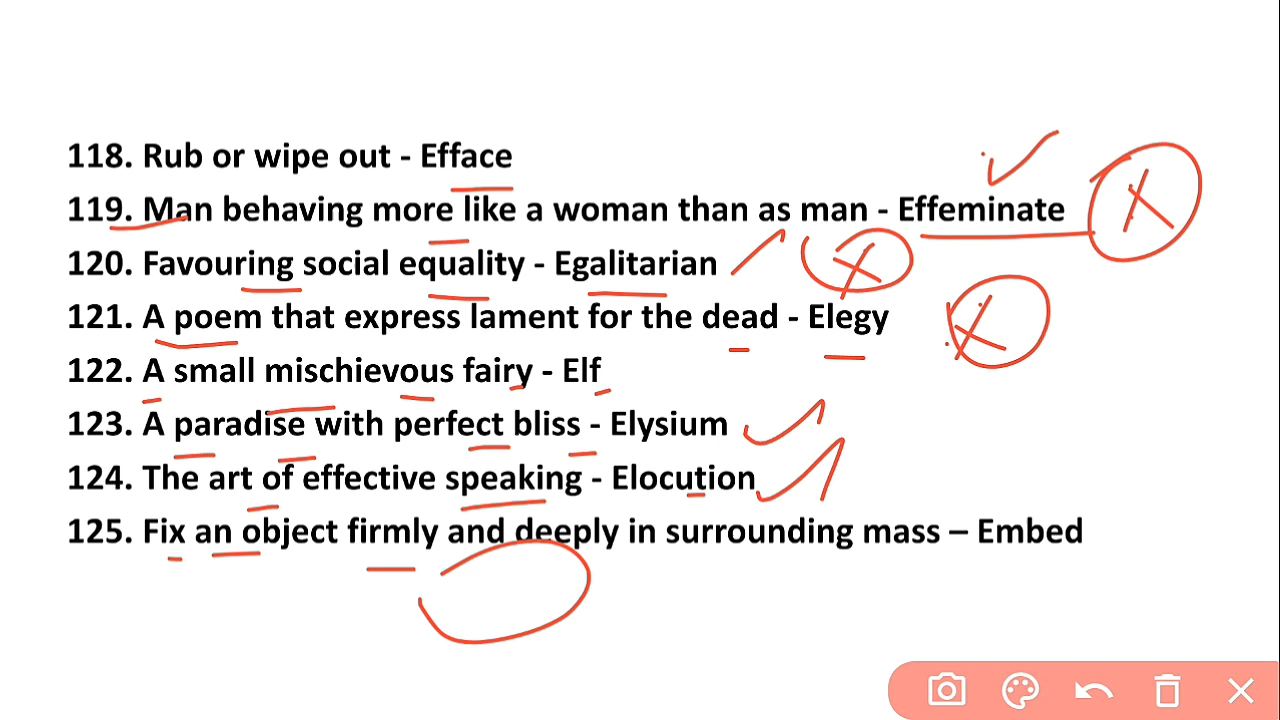 118. Rub or wipe out - Efface
119. Man behaving more like a woman than as man - Effeminate
120. Favouring social equality - Egalitarian
121. A poem that express lament for the dead - Elegy
122. A small mischievous fairy - Elf
123. A paradise with perfect bliss - Elysium
124. The art of effective speaking - Elocution
125. Fix an object firmly and deeply in surrounding mass – Embed